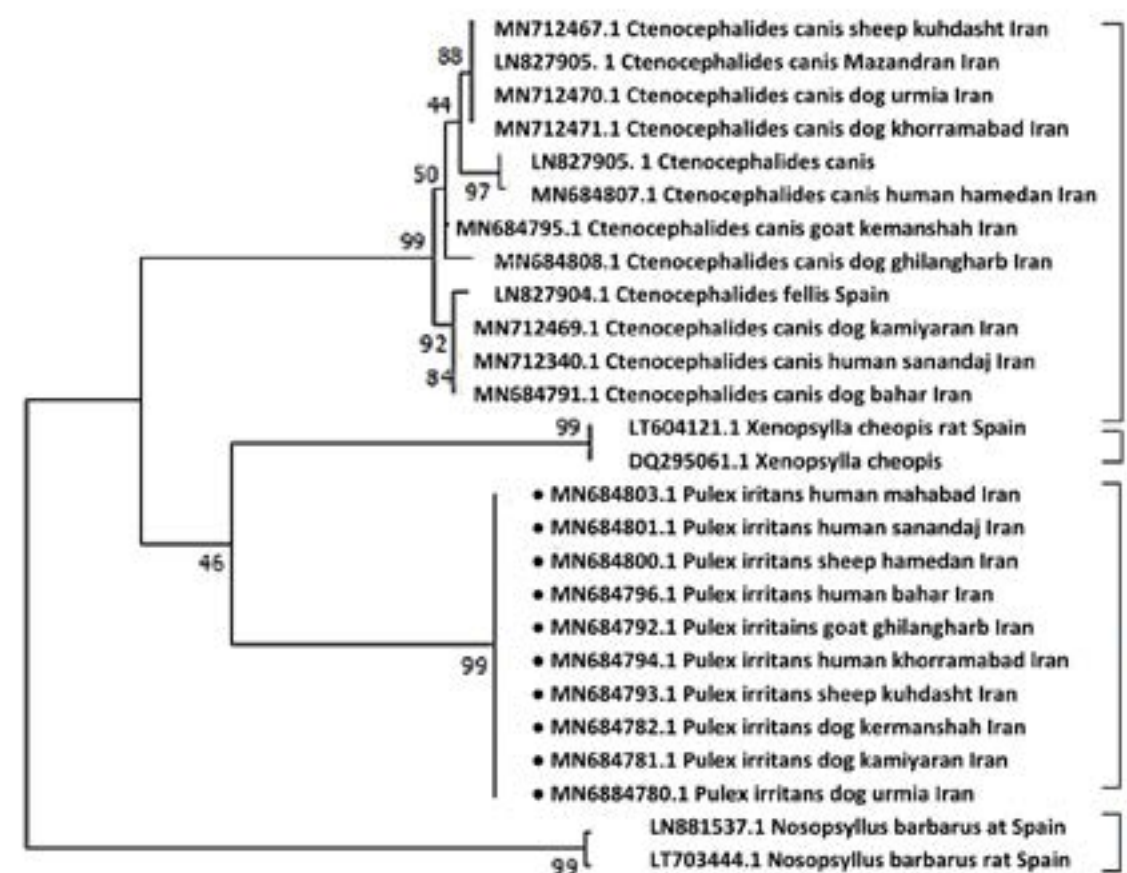 MN712467.1 Ctenocephalides canis sheep kuhdasht Iran
88
LN827905. 1 Ctenocephalides canis Mazandran Iran
MN712470.1 Ctenocephalides canis dog urmia Iran
44
MN712471.1 Ctenocephalides canis dog khorramabad Iran
LN827905. 1 Ctenocephalides canis
50
97
MN684807.1 Ctenocephalides canis human hamedan Iran
MN684795.1 Ctenocephalides canis goat kemanshah Iran
99
MN684808.1 Ctenocephalides canis dog ghilangharb Iran
LN827904.1 Ctenocephalides fellis Spain
MN712469.1 Ctenocephalides canis dog kamiyaran Iran
92
MN712340.1 Ctenocephalides canis human sanandaj Iran
84
MN684791.1 Ctenocephalides canis dog bahar Iran
99
LT604121.1 Xenopsylla cheopis rat Spain
DQ295061.1 Xenopsylla cheopis
● MN684803.1 Pulex iritans human mahabad Iran
● MN684801.1 Pulex irritans human sanandaj Iran
46
● MN684800.1 Pulex irritans sheep hamedan Iran
● MN684796.1 Pulex irritans human bahar Iran
● MN684792.1 Pulex irritains goat ghilangharb Iran
99
● MN684794.1 Pulex irritans human khorramabad Iran
● MN684793.1 Pulex irritans sheep kuhdasht Iran
● MN684782.1 Pulex irritans dog kermanshah Iran
● MN684781.1 Pulex irritans dog kamiyaran Iran
● MN6884780.1 Pulex irritans dog urmia Iran
LN881537.1 Nosopsyllus barbarus at Spain
99
LT703444.1 Nosopsyllus barbarus rat Spain